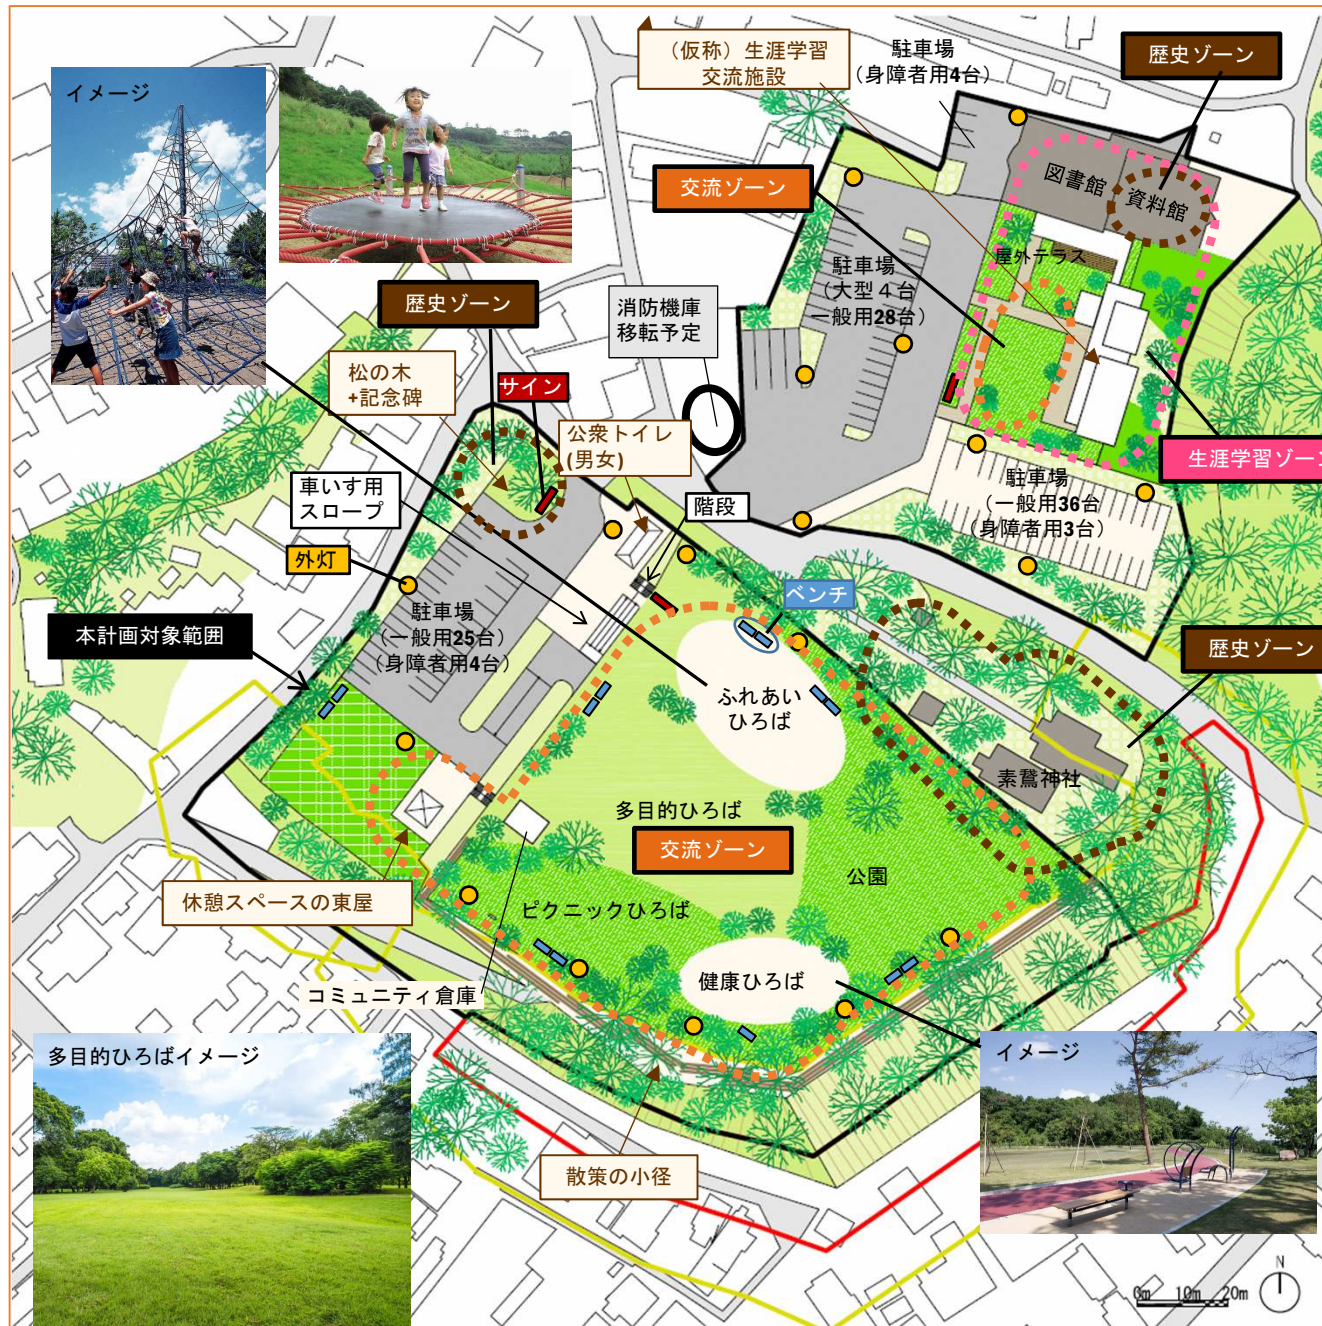 イメージ
（仮称）生涯学習
交流施設
駐車場
（身障者用4台）
歴史ゾーン
交流ゾーン
図書館
資料館
屋外テラス
駐車場
（大型４台
一般用28台）
消防機庫
移転予定
歴史ゾーン
松の木
+記念碑
サイン
公衆トイレ
(男女)
車いす用
スロープ
階段
外灯
生涯学習ゾーン
駐車場
（一般用36台
（身障者用3台）
ベンチ
駐車場
（一般用25台）
（身障者用4台）
本計画対象範囲
歴史ゾーン
ふれあい
ひろば
素鵞神社
多目的ひろば
交流ゾーン
公園
休憩スペースの東屋
ピクニックひろば
健康ひろば
コミュニティ倉庫
多目的ひろばイメージ
イメージ
散策の小径
N
0m 10m 20m